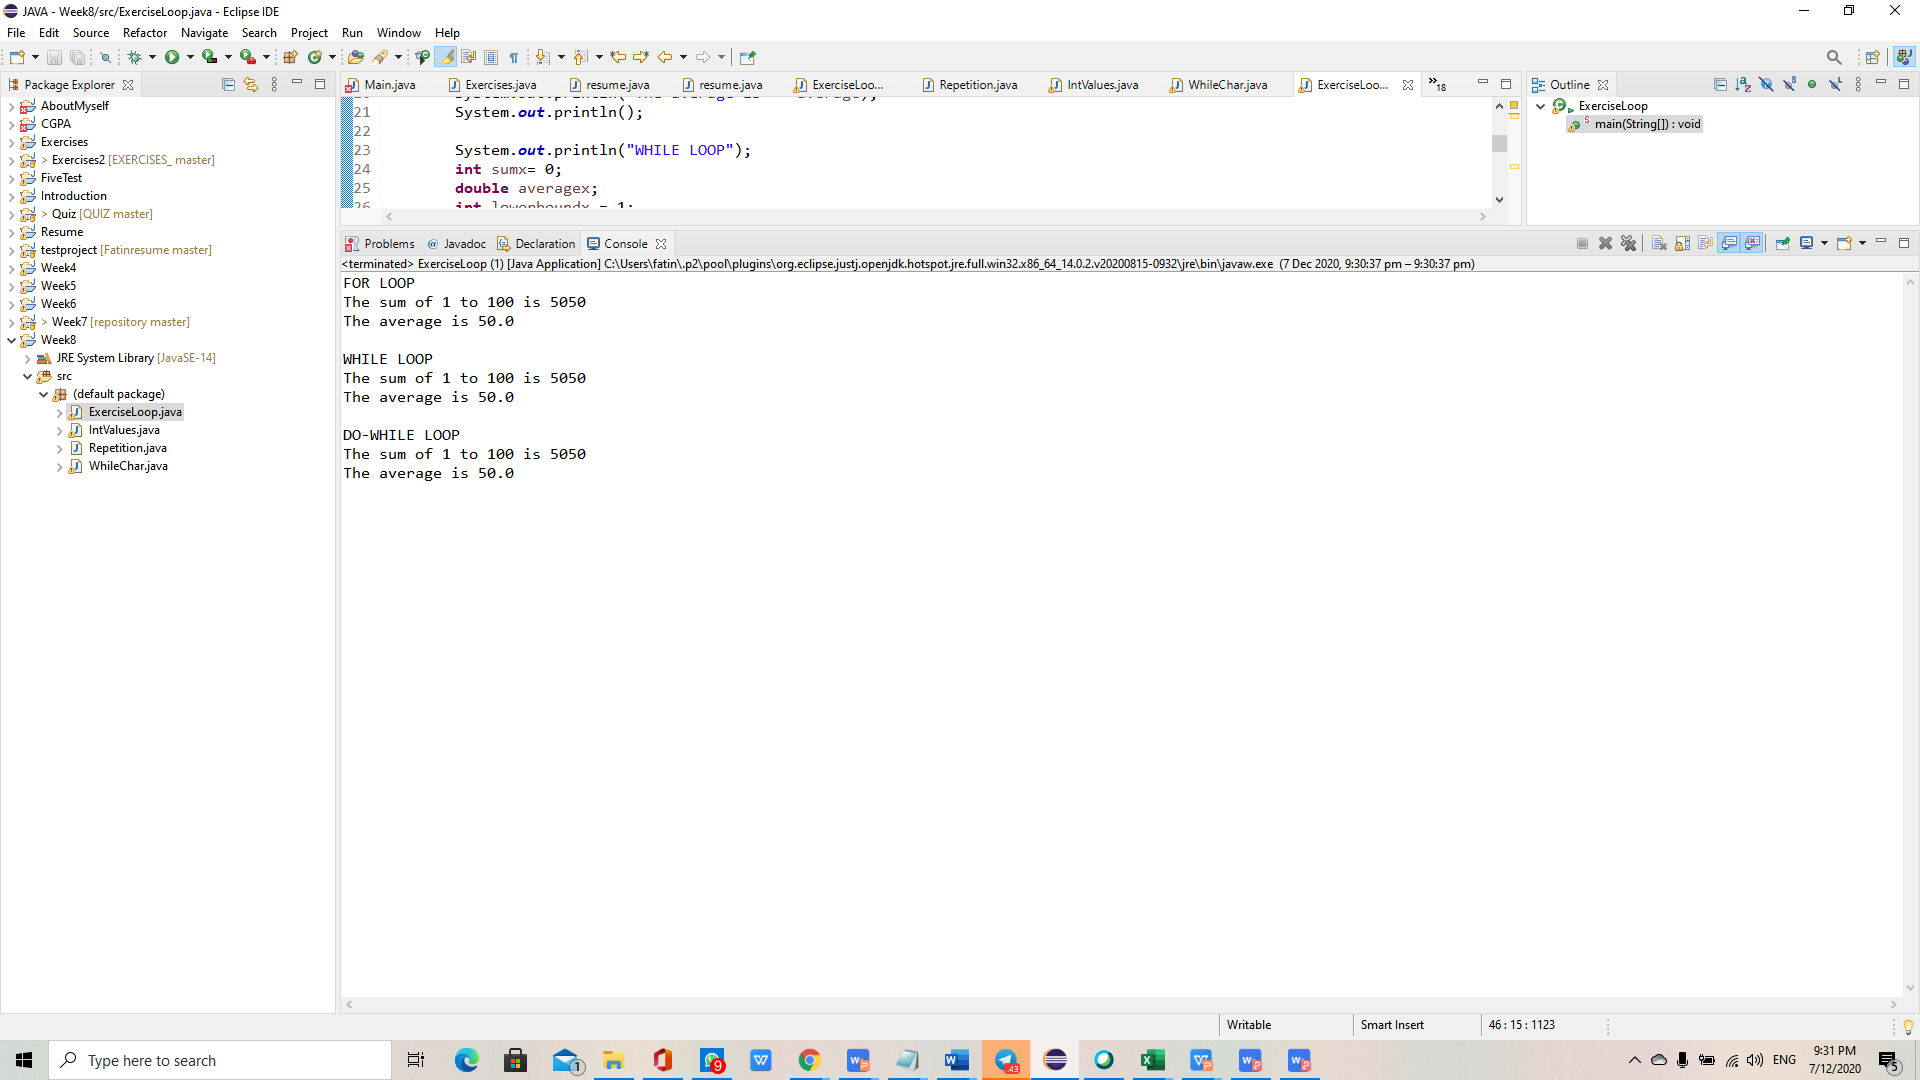 JAVA - Week8/src/ExerciseLoop.java - Eclipse IDE
File Edit Source Refactor Navigate Search Project Run Window Help
Package Explorer
AboutMyself
CGPA
Exercises
> Exercises2 [EXERCISES_ master]
FiveTest
Introduction
> Quiz [QUIZ master]
Resume
testproject [Fatinresume master]
Week4
Week5
Week6
> Week7 [repository master]
Week8
JRE System Library [JavaSE-14]
src
(default package)
ExerciseLoop.java
IntValues.java
Repetition.java
WhileChar.java
Main.java Exercises.java resume.java resume.java ExerciseLoo... Repetition.java IntValues.java WhileChar.java ExerciseLoo... »18
21 System.out.println();
22
23 System.out.println("WHILE LOOP");
24 int sumx= 0;
25 double averagex;
26 int lowerboundx = 1;
Outline
ExerciseLoop
main(String[]) : void
Problems @ Javadoc Declaration Console
<terminated> ExerciseLoop (1) [Java Application] C:\Users\fatin\.p2\pool\plugins\org.eclipse.justj.openjdk.hotspot.jre.full.win32.x86_64_14.0.2.v20200815-0932\jre\bin\javaw.exe (7 Dec 2020, 9:30:37 pm – 9:30:37 pm)
FOR LOOP
The sum of 1 to 100 is 5050
The average is 50.0
WHILE LOOP
The sum of 1 to 100 is 5050
The average is 50.0
DO-WHILE LOOP
The sum of 1 to 100 is 5050
The average is 50.0
Writable Smart Insert 46 : 15 : 1123
Type here to search
1
9
43
ENG
9:31 PM
7/12/2020
5